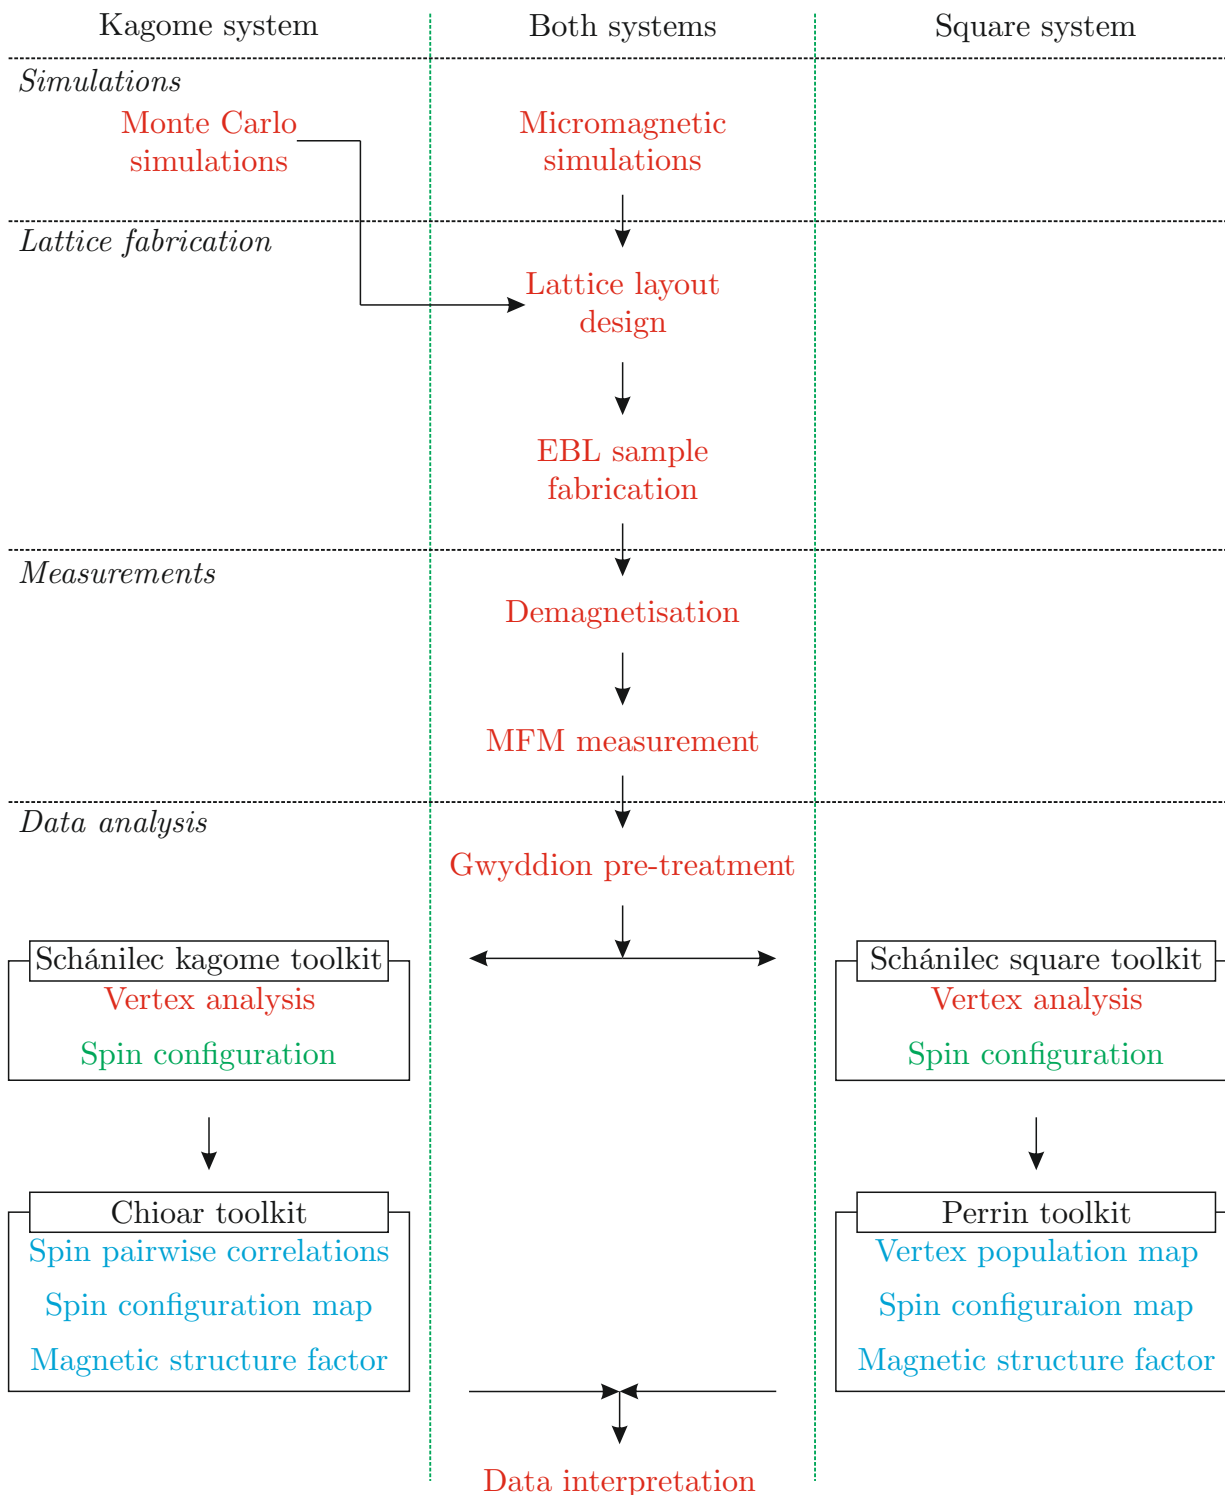 Kagome system
Both systems
Square system
Simulations
Monte Carlo
simulations
Micromagnetic
simulations
Lattice fabrication
Lattice layout
design
EBL sample
fabrication
Measurements
Demagnetisation
MFM measurement
Data analysis
Gwyddion pre-treatment
Schánilec kagome toolkit
Vertex analysis
Spin configuration
Schánilec square toolkit
Vertex analysis
Spin configuration
Chioar toolkit
Spin pairwise correlations
Spin configuration map
Magnetic structure factor
Perrin toolkit
Vertex population map
Spin configuraion map
Magnetic structure factor
Data interpretation